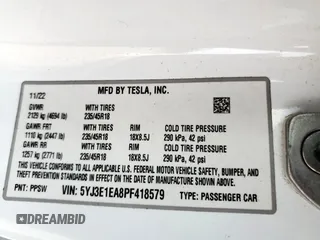 MFD BY TESLA, INC.
11/22
GVWR WITH TIRES
2129 kg (4694 lb) 235/45R18
GAWR FRT WITH TIRES RIM COLD TIRE PRESSURE
1110 kg (2447 lb) 235/45R18 18X8.5J 290 kPa, 42 psi
GAWR RR WITH TIRES RIM COLD TIRE PRESSURE
1257 kg (2771 lb) 235/45R18 18X8.5J 290 kPa, 42 psi
THIS VEHICLE CONFORMS TO ALL APPLICABLE
FEDERAL MOTOR VEHICLE SAFETY, BUMPER, AND
THEFT PREVENTION STANDARDS IN EFFECT ON THE
DATE OF MANUFACTURE SHOWN ABOVE.
PNT: PPSW VIN: 5YJ3E1EA8PF418579 TYPE: PASSENGER CAR
DREAMBID